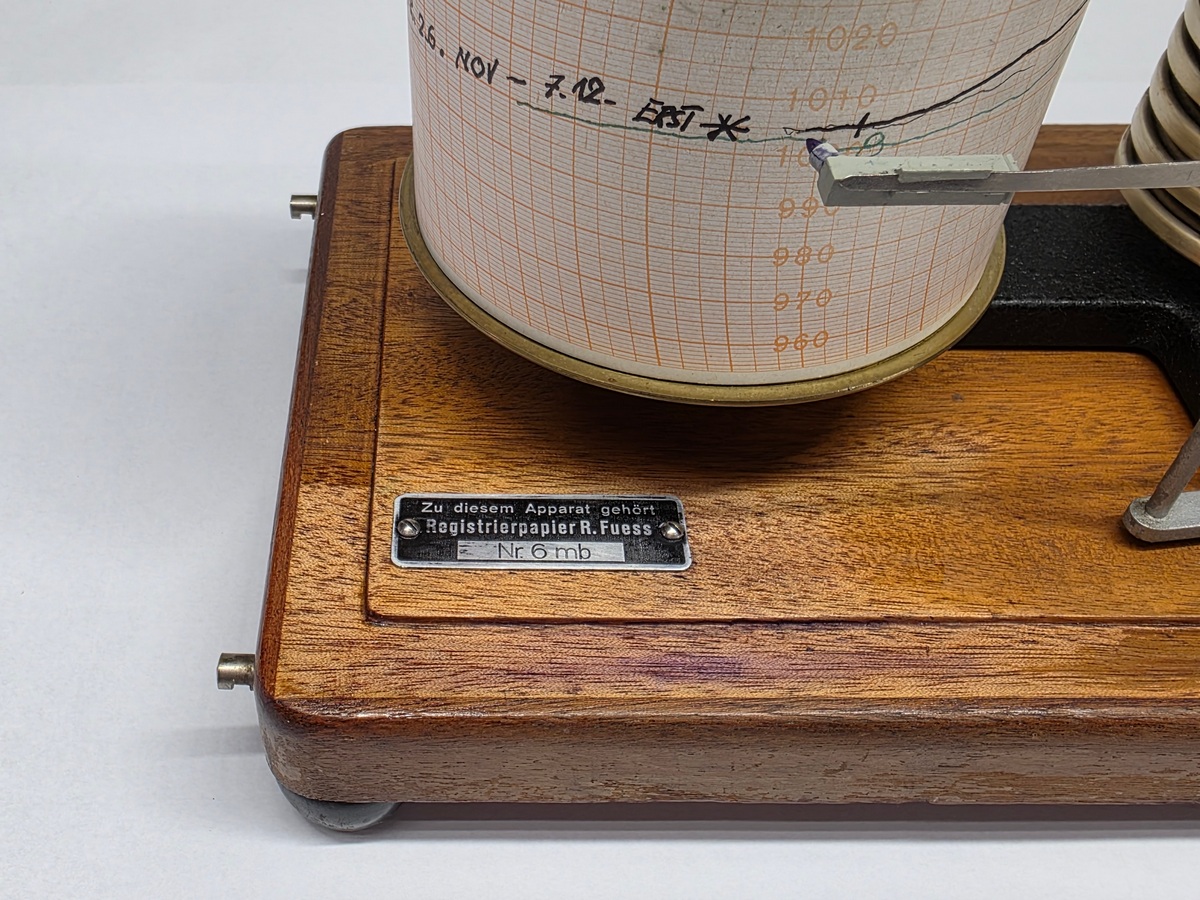 1020
26. NOV – 7.12.
1010
990
980
970
960
Zu diesem Apparat gehört
Registrierpapier R. Fuess
Nr. 6 mb